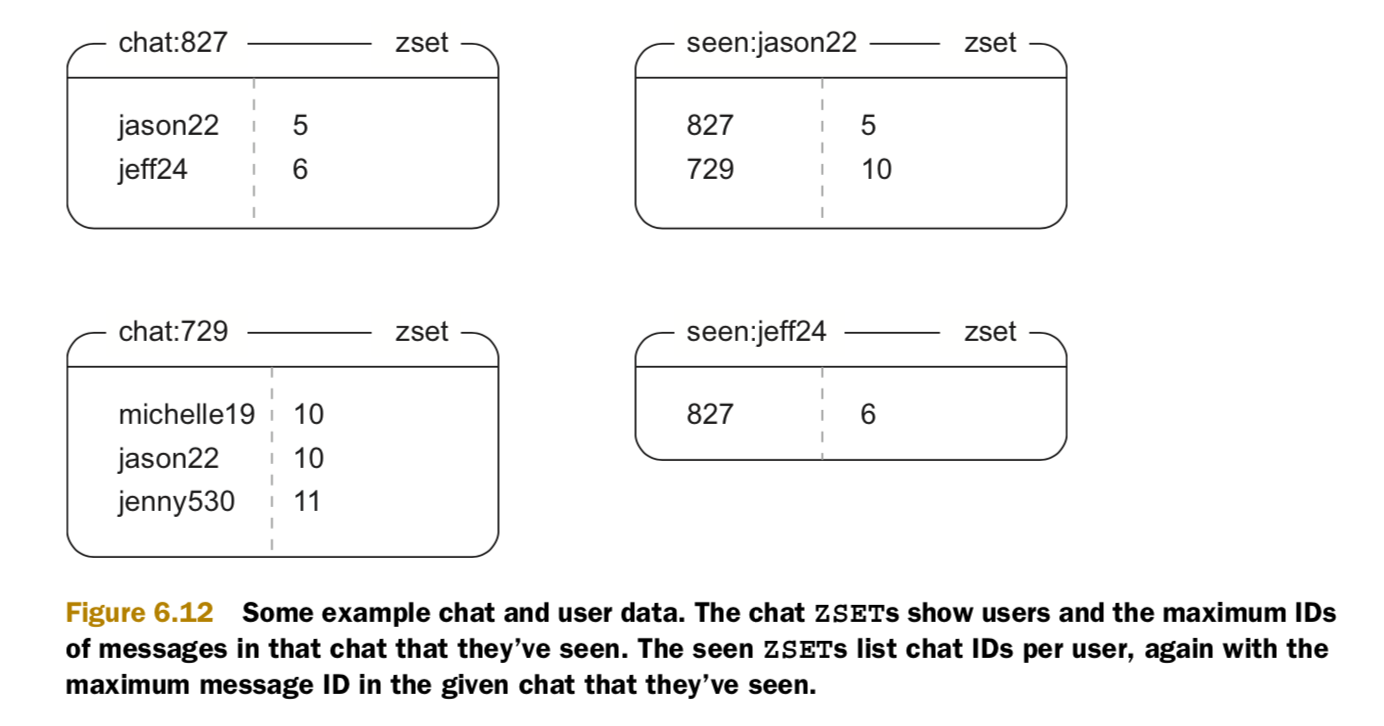 chat:827 zset
jason22 5
jeff24 6
seen:jason22 zset
827 5
729 10
chat:729 zset
michelle19 10
jason22 10
jenny530 11
seen:jeff24 zset
827 6
Figure 6.12 Some example chat and user data. The chat ZSETs show users and the maximum IDs
of messages in that chat that they’ve seen. The seen ZSETs list chat IDs per user, again with the
maximum message ID in the given chat that they’ve seen.